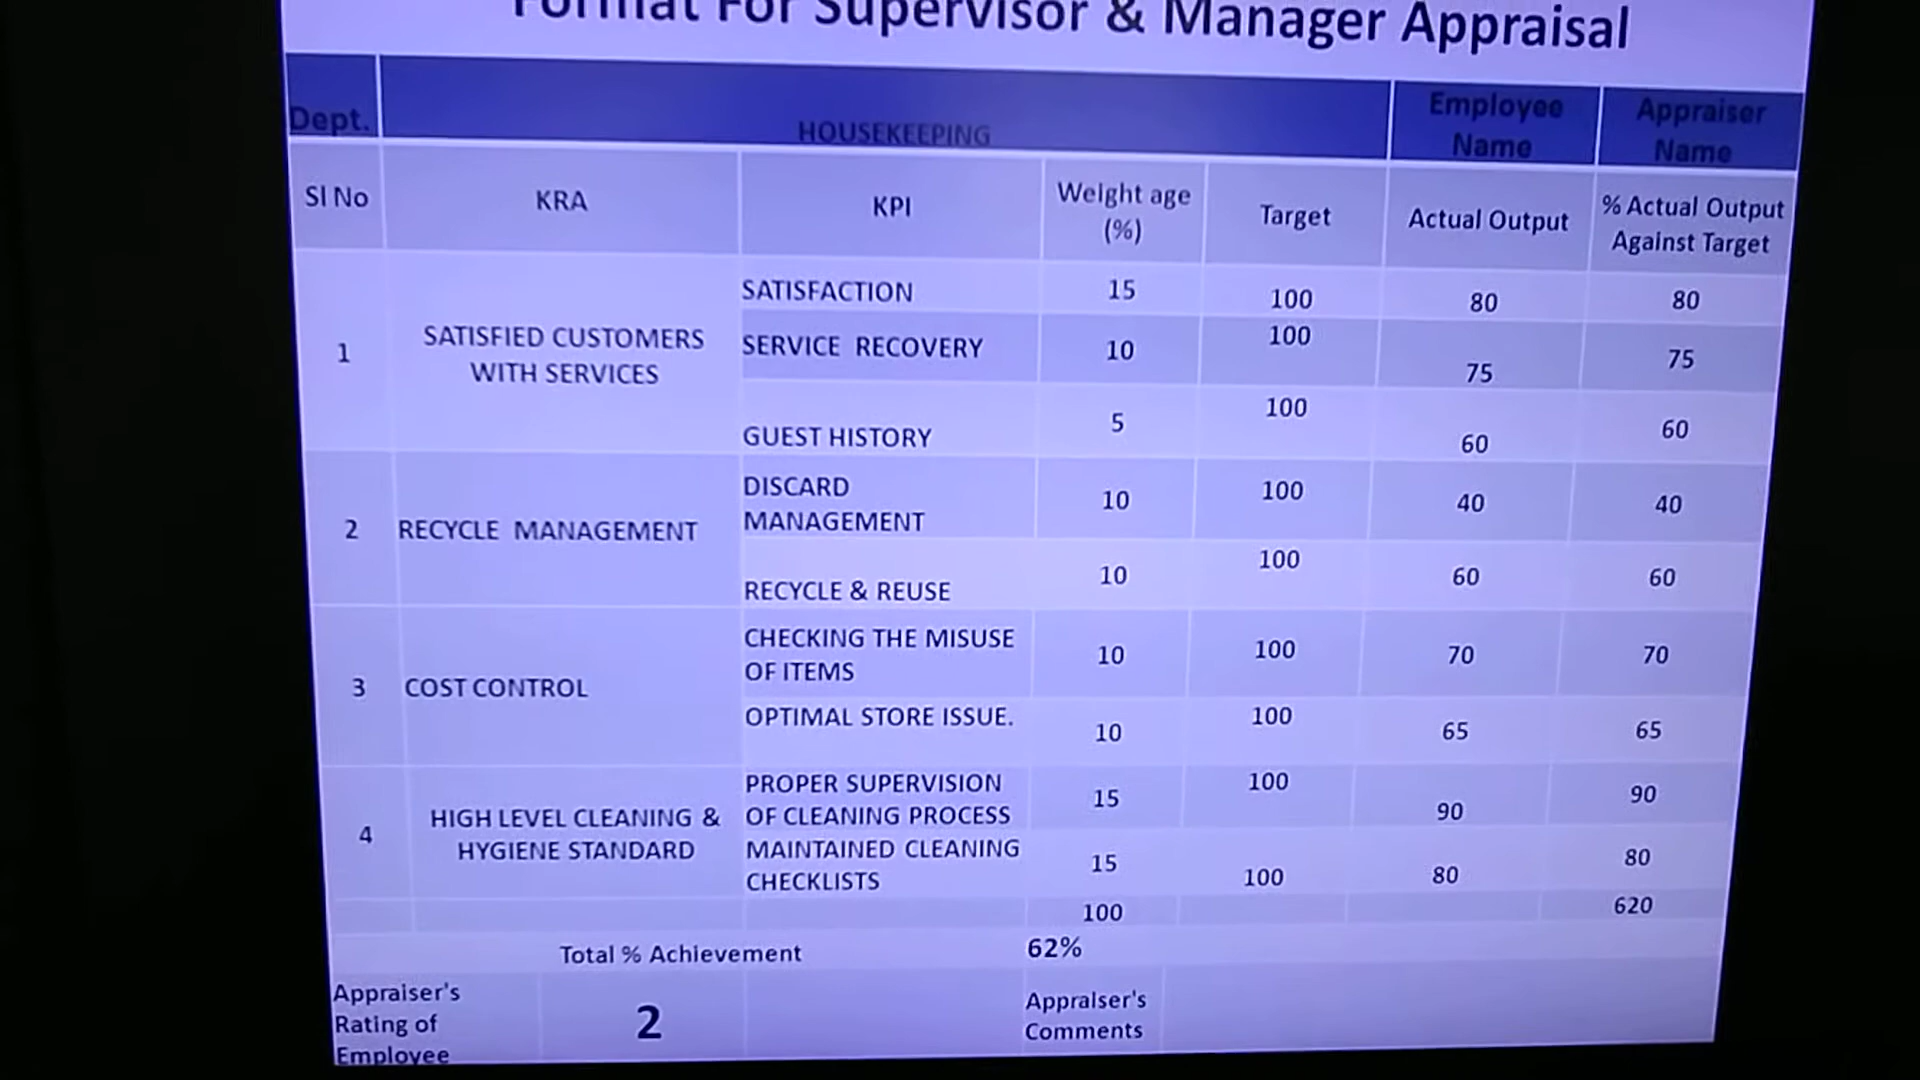 Format For Supervisor & Manager Appraisal
Dept. HOUSEKEEPING Employee Name Appraiser Name
Sl No KRA KPI Weight age (%) Target Actual Output % Actual Output Against Target
1 SATISFIED CUSTOMERS WITH SERVICES SATISFACTION 15 100 80 80
SERVICE RECOVERY 10 100 75 75
GUEST HISTORY 5 100 60 60
2 RECYCLE MANAGEMENT DISCARD MANAGEMENT 10 100 40 40
RECYCLE & REUSE 10 100 60 60
3 COST CONTROL CHECKING THE MISUSE OF ITEMS 10 100 70 70
OPTIMAL STORE ISSUE. 10 100 65 65
4 HIGH LEVEL CLEANING & HYGIENE STANDARD PROPER SUPERVISION OF CLEANING PROCESS 15 100 90 90
MAINTAINED CLEANING CHECKLISTS 15 100 80 80
100 620
Total % Achievement 62%
Appraiser's Rating of Employee 2 Appraiser's Comments